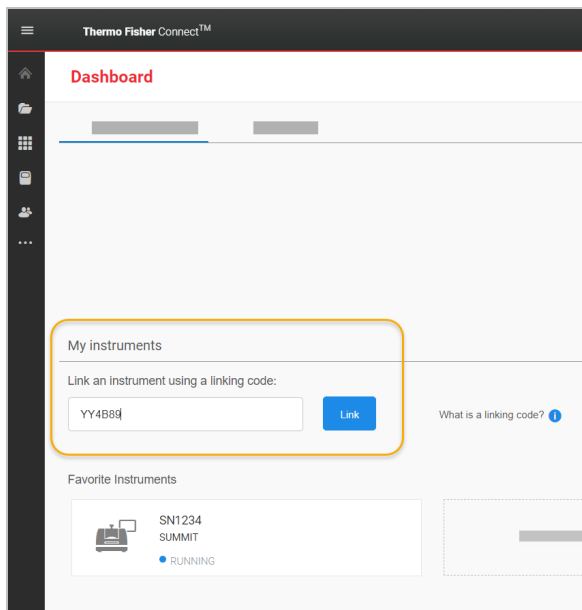 Thermo Fisher Connect™
Dashboard
My instruments
Link an instrument using a linking code:
YY4B89
Link
What is a linking code? i
Favorite Instruments
SN1234
SUMMIT
RUNNING